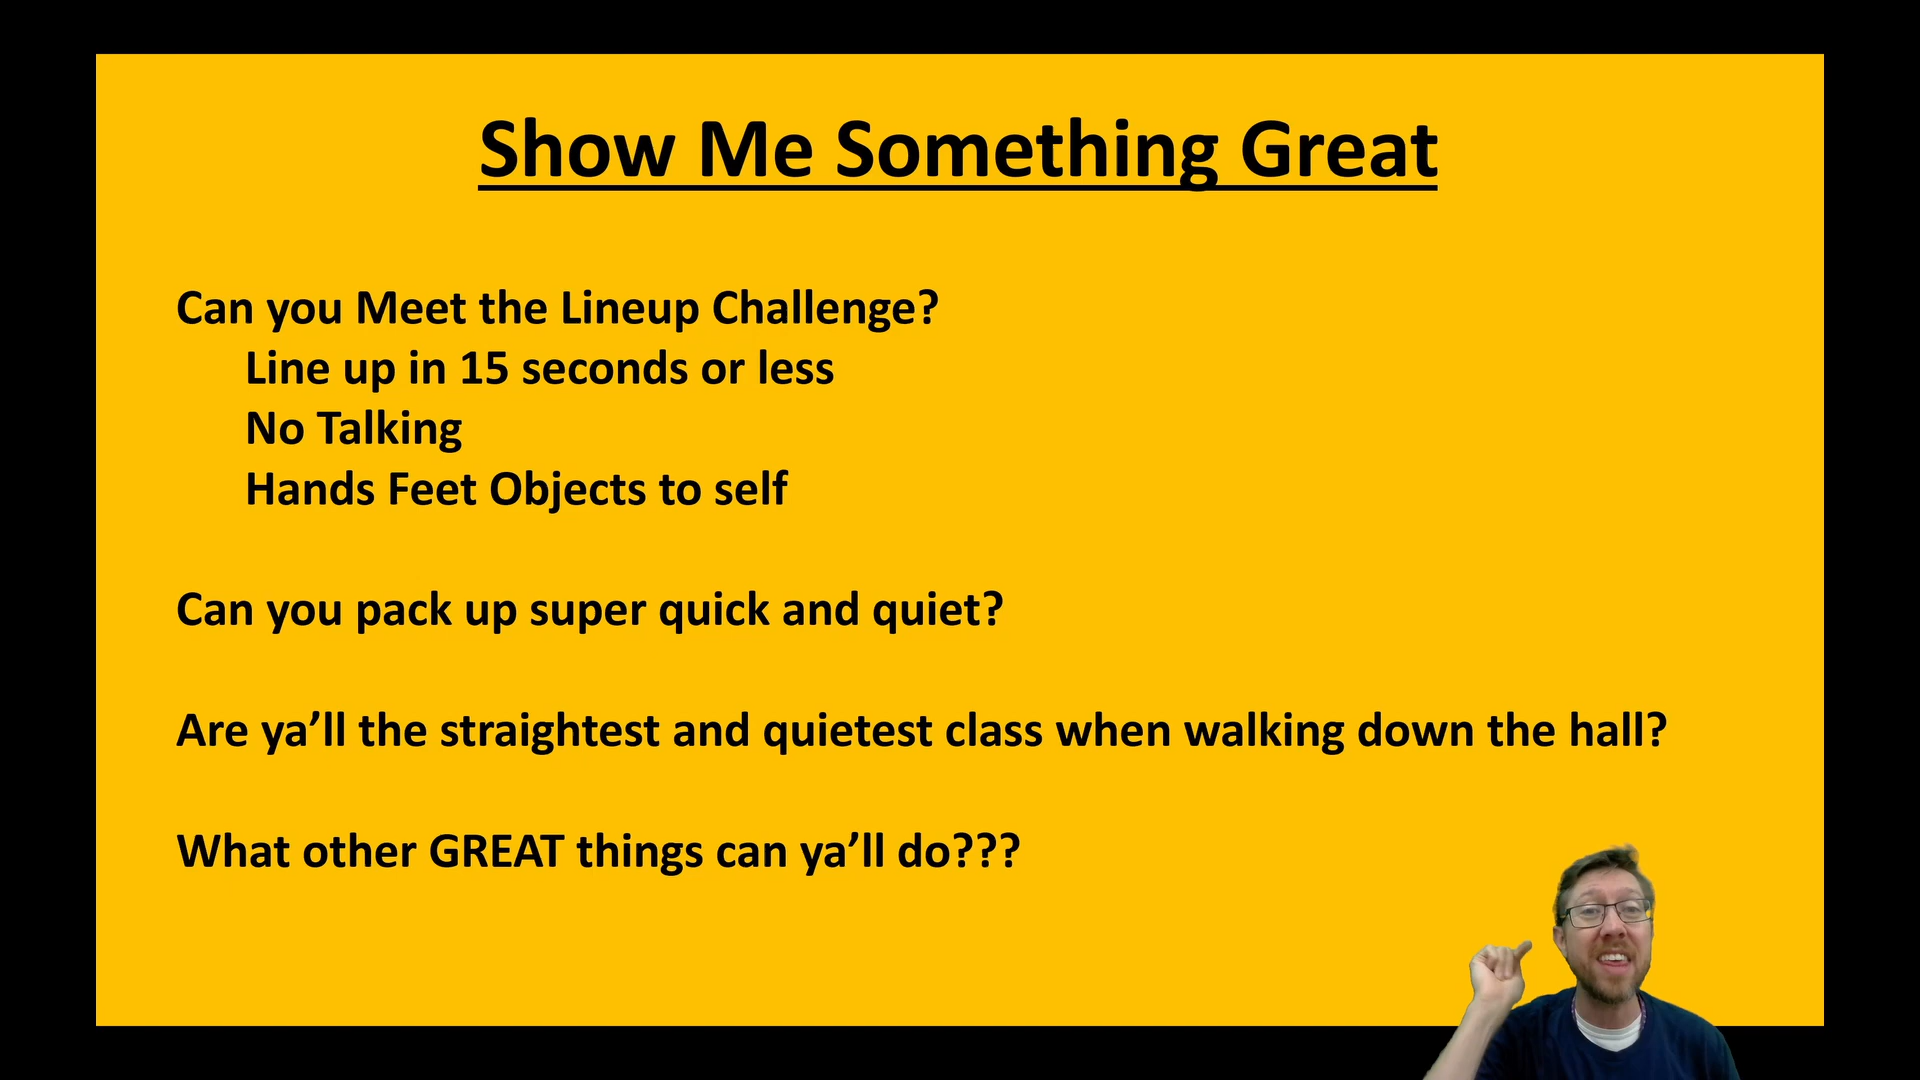 Show Me Something Great
Can you Meet the Lineup Challenge?
Line up in 15 seconds or less
No Talking
Hands Feet Objects to self
Can you pack up super quick and quiet?
Are ya’ll the straightest and quietest class when walking down the hall?
What other GREAT things can ya’ll do???